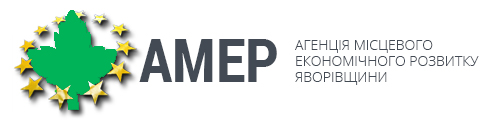 АМЕР
АГЕНЦІЯ МІСЦЕВОГО
ЕКОНОМІЧНОГО РОЗВИТКУ
ЯВОРІВЩИНИ